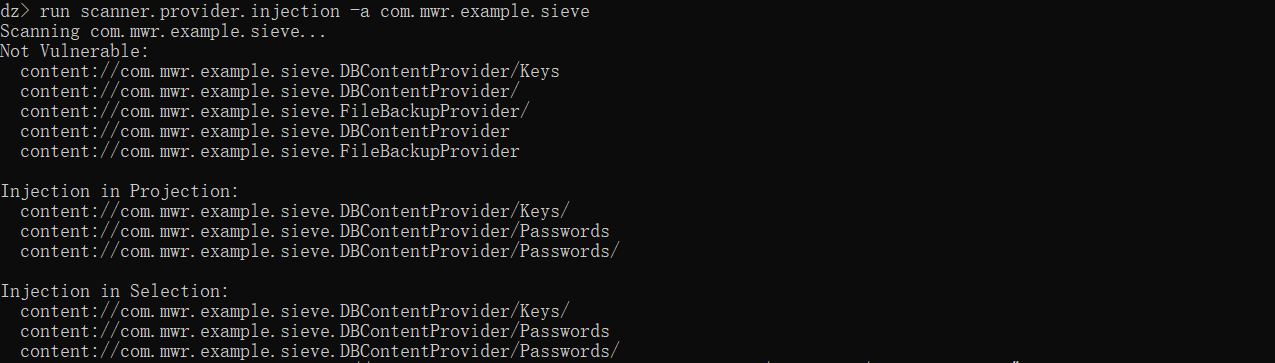 dz> run scanner.provider.injection -a com.mwr.example.sieve
Scanning com.mwr.example.sieve...
Not Vulnerable:
  content://com.mwr.example.sieve.DBContentProvider/Keys
  content://com.mwr.example.sieve.DBContentProvider/
  content://com.mwr.example.sieve.FileBackupProvider/
  content://com.mwr.example.sieve.DBContentProvider
  content://com.mwr.example.sieve.FileBackupProvider

Injection in Projection:
  content://com.mwr.example.sieve.DBContentProvider/Keys/
  content://com.mwr.example.sieve.DBContentProvider/Passwords
  content://com.mwr.example.sieve.DBContentProvider/Passwords/

Injection in Selection:
  content://com.mwr.example.sieve.DBContentProvider/Keys/
  content://com.mwr.example.sieve.DBContentProvider/Passwords
  content://com.mwr.example.sieve.DBContentProvider/Passwords/